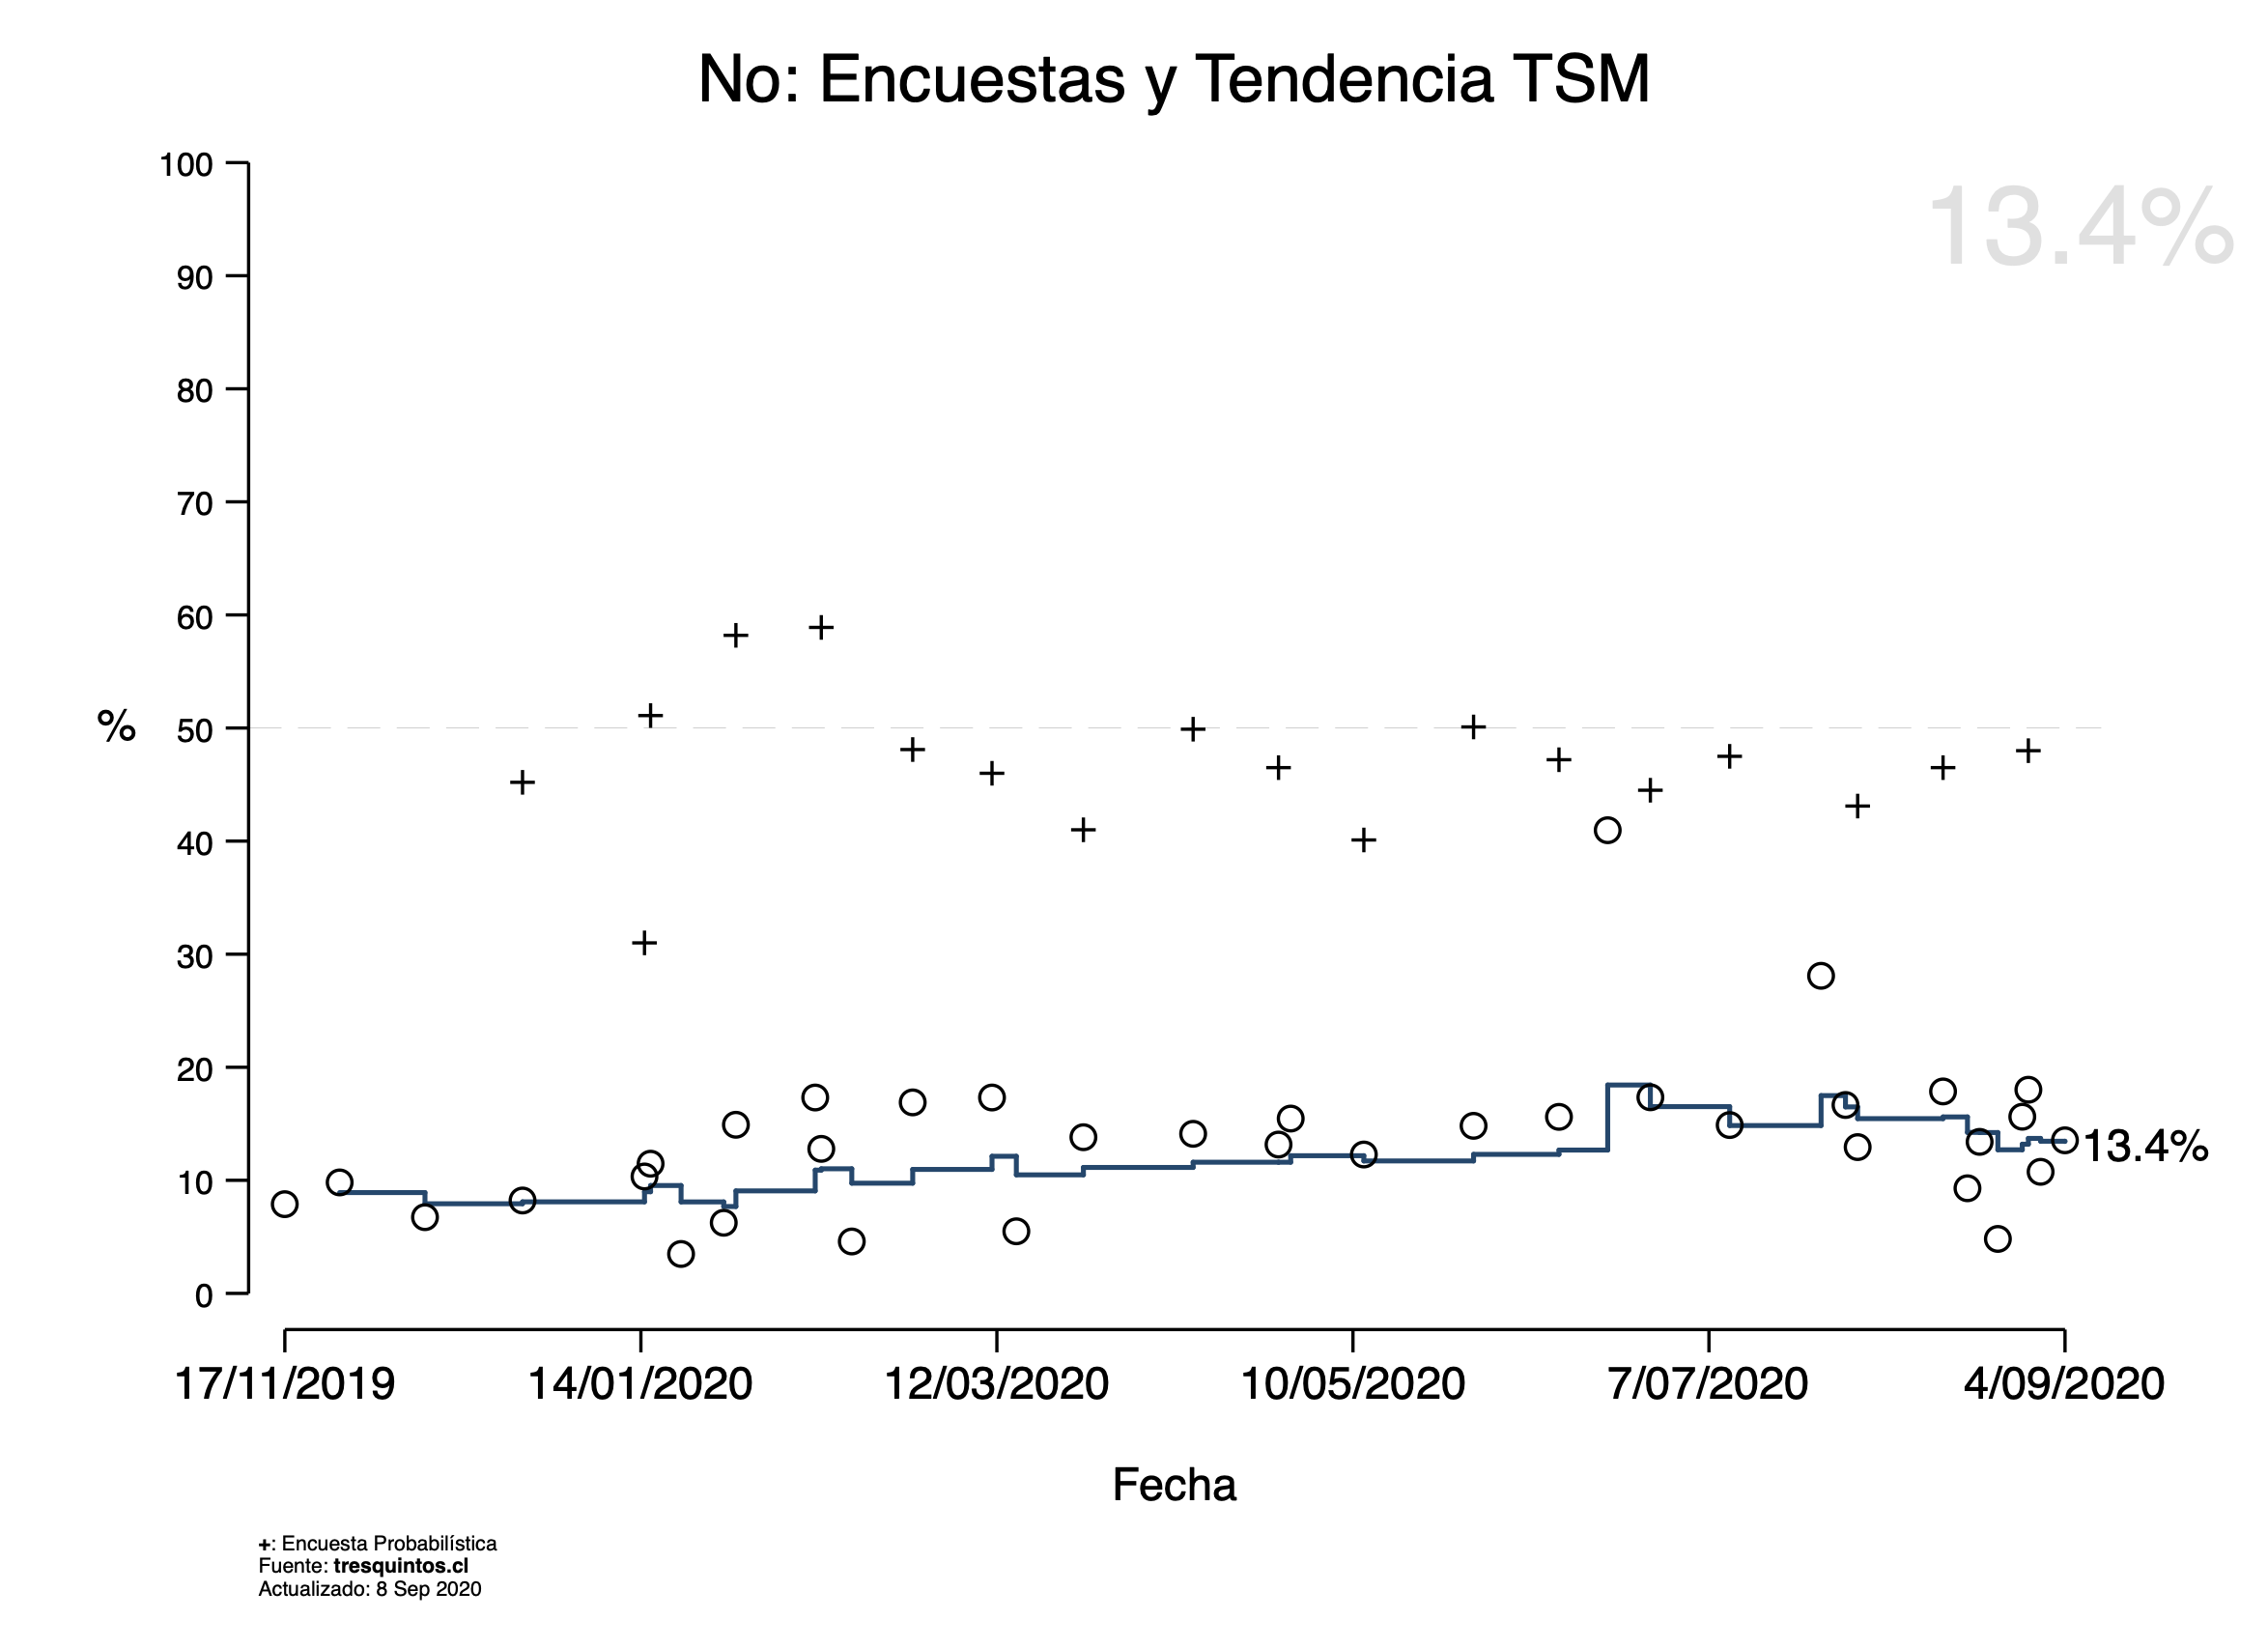 No: Encuestas y Tendencia TSM
13.4%
100
90
80
70
60
50
40
30
20
10
0
%
13.4%
17/11/2019 14/01/2020 12/03/2020 10/05/2020 7/07/2020 4/09/2020
Fecha
+: Encuesta Probabilística
Fuente: tresquintos.cl
Actualizado: 8 Sep 2020